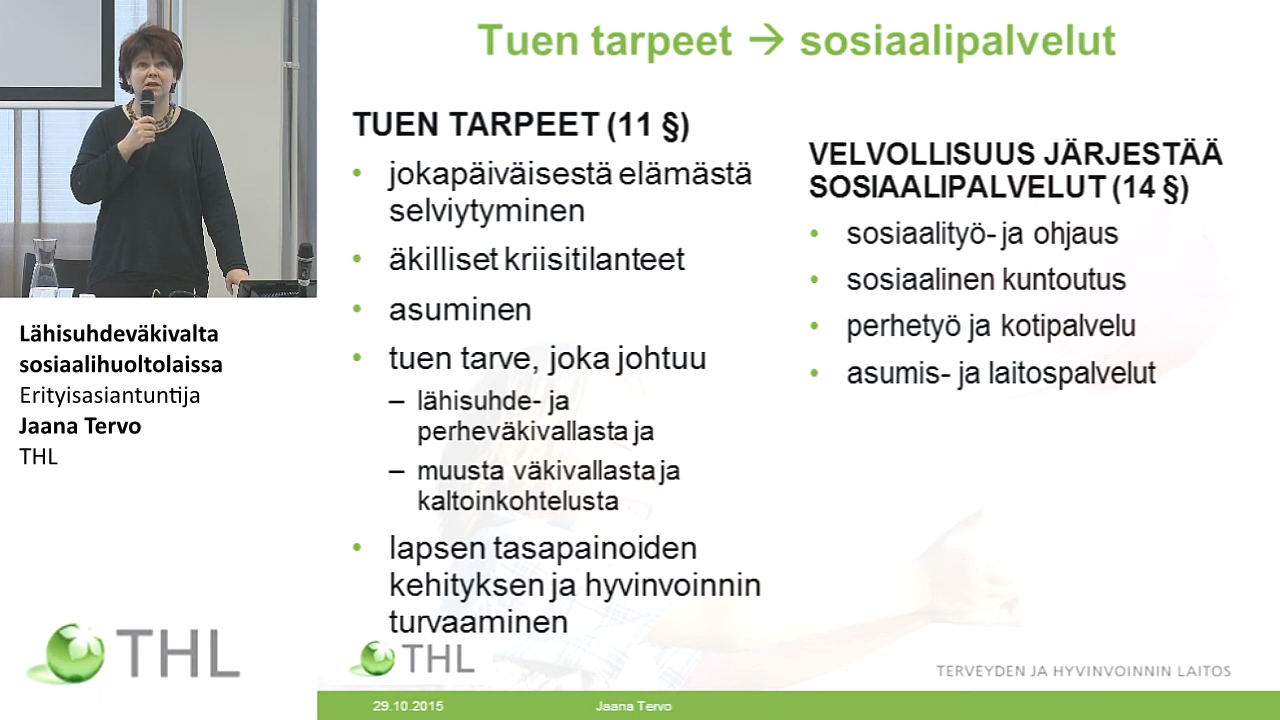 Tuen tarpeet → sosiaalipalvelut
TUEN TARPEET (11 §)
• jokapäiväisestä elämästä
selviytyminen
• äkilliset kriisitilanteet
• asuminen
• tuen tarve, joka johtuu
– lähisuhde- ja
perheväkivallasta ja
– muusta väkivallasta ja
kaltoinkohtelusta
• lapsen tasapainoiden
kehityksen ja hyvinvoinnin
turvaaminen
VELVOLLISUUS JÄRJESTÄÄ
SOSIAALIPALVELUT (14 §)
• sosiaalityö- ja ohjaus
• sosiaalinen kuntoutus
• perhetyö ja kotipalvelu
• asumis- ja laitospalvelut
Lähisuhdeväkivalta
sosiaalihuoltolaissa
Erityisasiantuntija
Jaana Tervo
THL
THL
THL
TERVEYDEN JA HYVINVOINNIN LAITOS
29.10.2015
Jaana Tervo